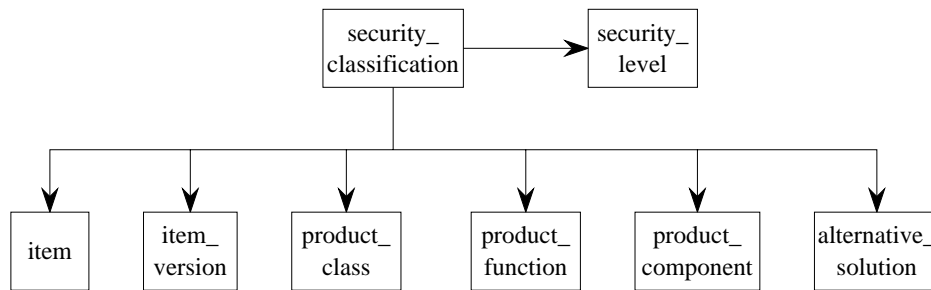 security_
classification
security_
level
item
item_
version
product_
class
product_
function
product_
component
alternative_
solution